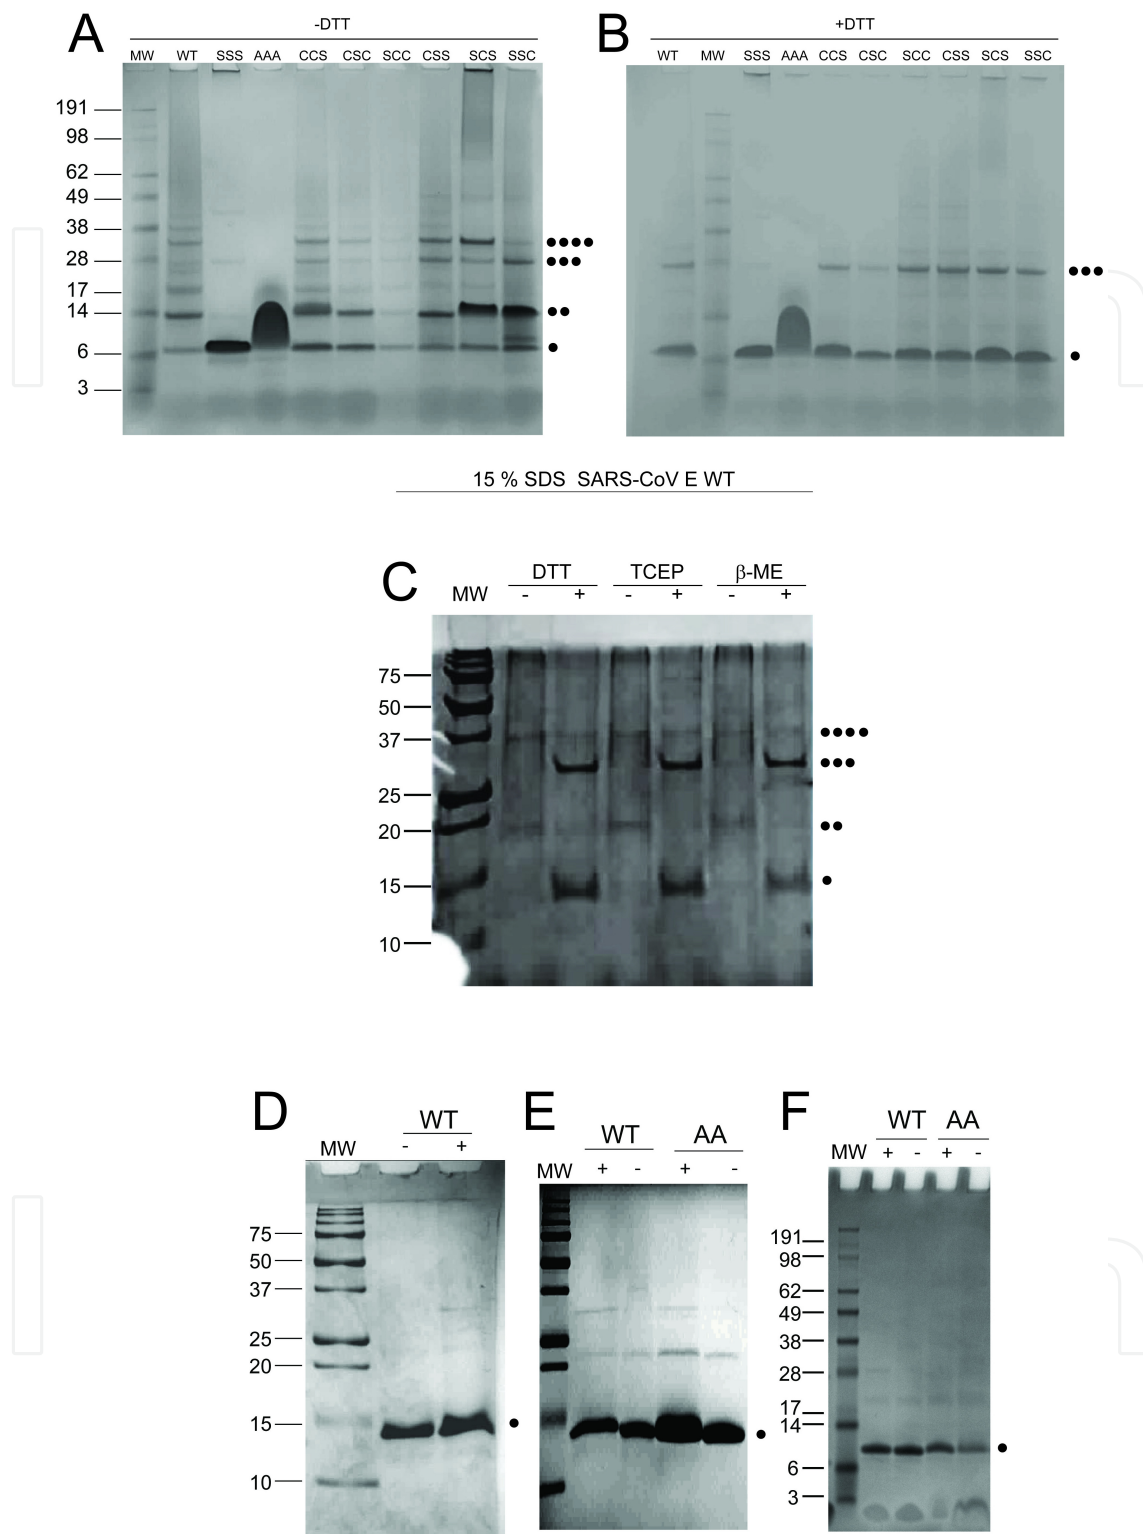 A
-DTT
MW WT SSS AAA CCS CSC SCC CSS SCS SSC
191
98
62
49
38
28
17
14
6
3
B
+DTT
WT MW SSS AAA CCS CSC SCC CSS SCS SSC
15 % SDS SARS-CoV E WT
C
DTT TCEP β-ME
MW - + - + - +
75
50
37
25
20
15
10
D
WT
MW - +
75
50
37
25
20
15
10
E
WT AA
MW + - + -
F
WT AA
MW + - + -
191
98
62
49
38
28
17
14
6
3